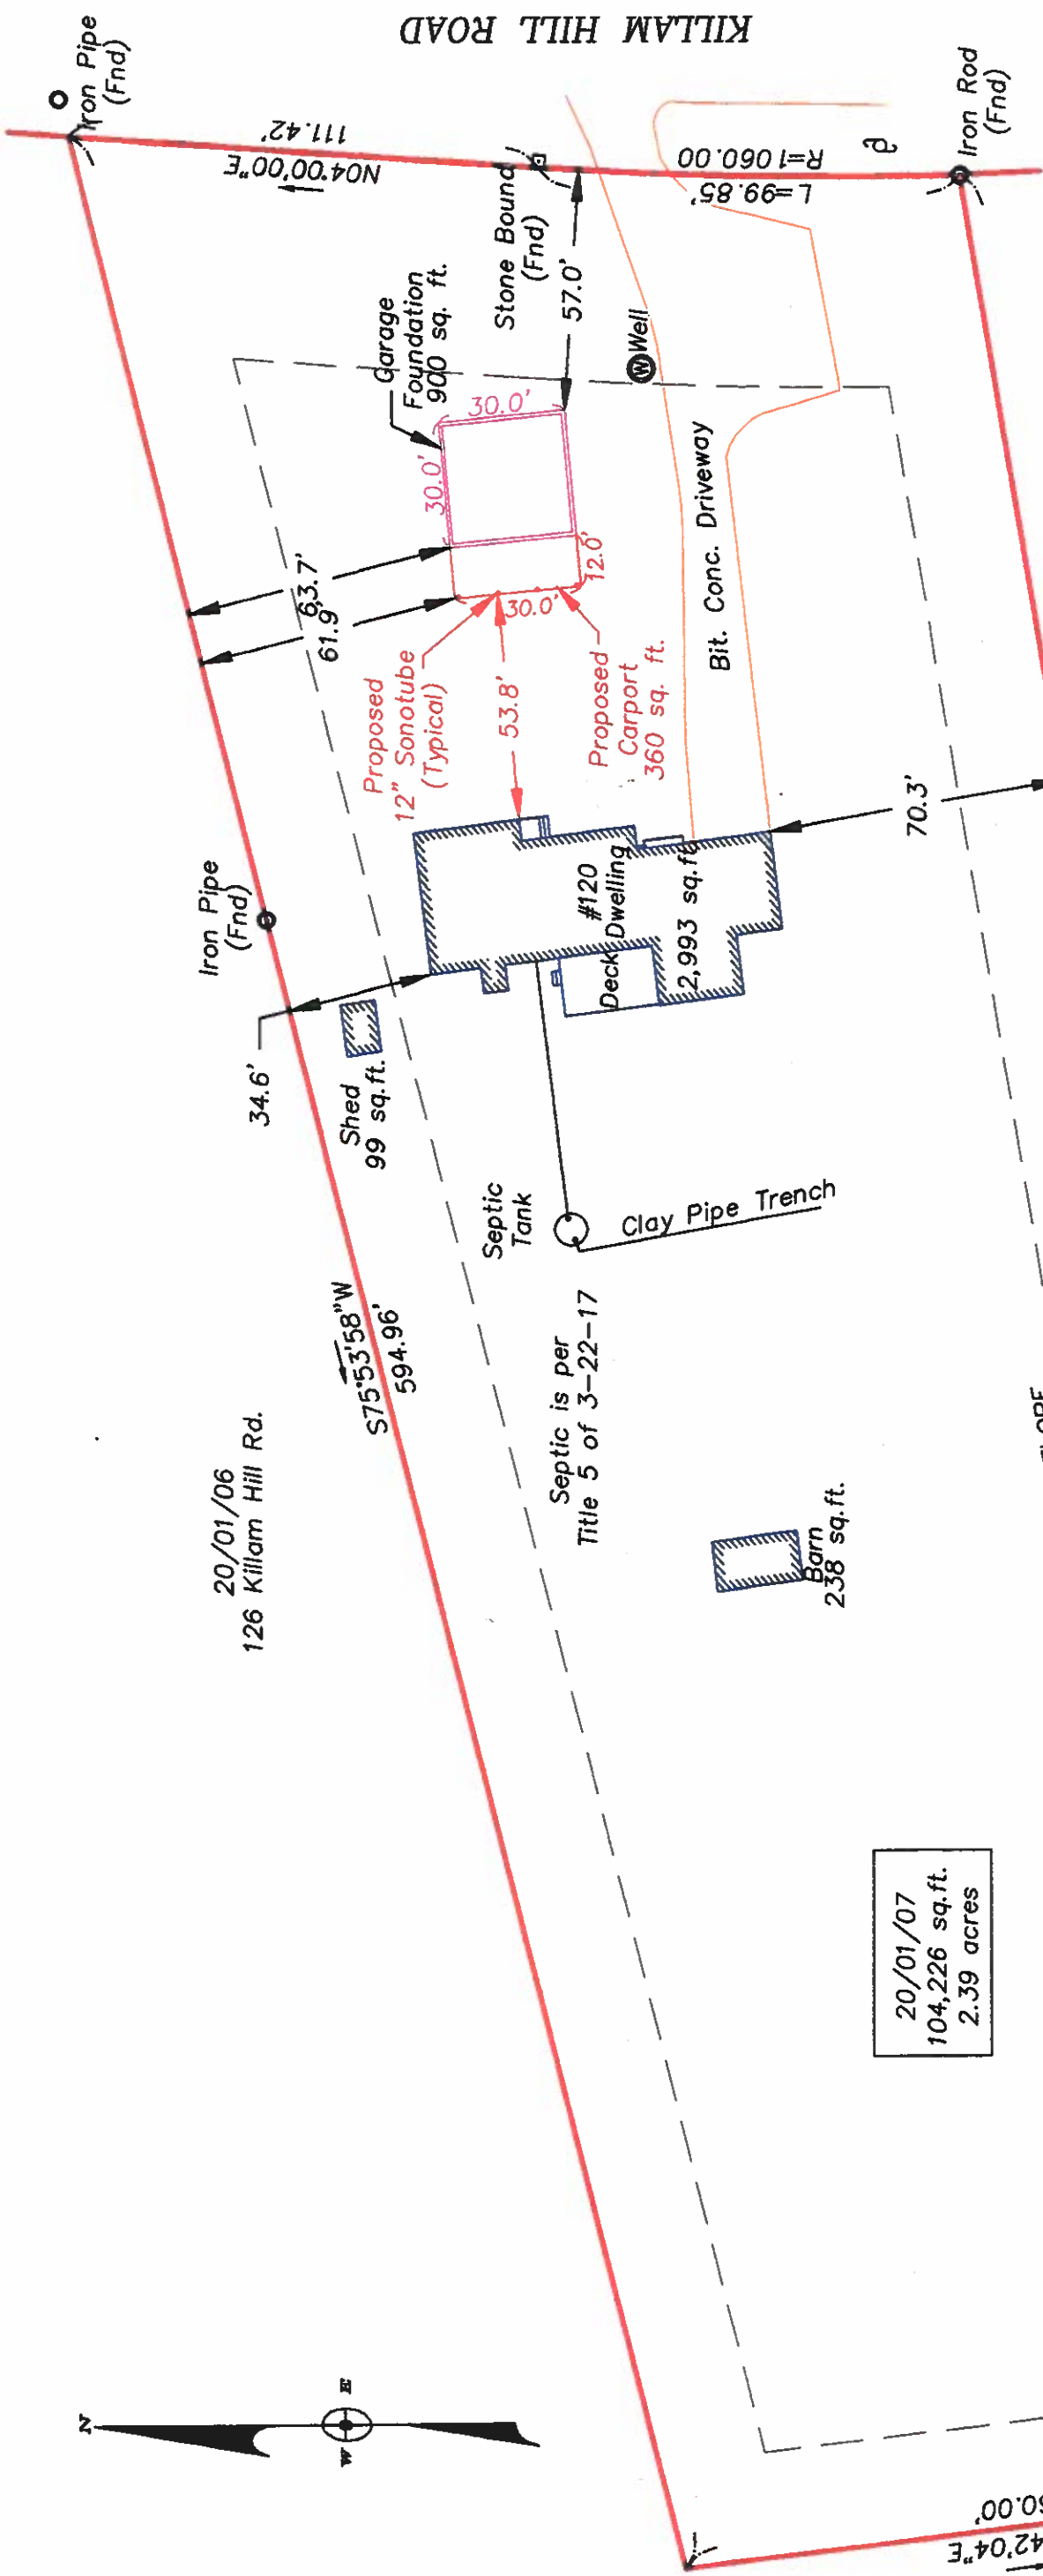 KILLAM HILL ROAD
Iron Pipe
(Fnd)
111.42'
N04°00'00"E
Stone Bound
(Fnd)
57.0'
R=1060.00
L=99.85'
Iron Rod
(Fnd)
Garage
Foundation
900 sq. ft.
30.0'
30.0'
Well
W
63.7'
61.9'
30.0'
12.0'
Proposed
12" Sonotube
(Typical)
53.8'
Proposed
Carport
360 sq. ft.
Bit. Conc. Driveway
70.3'
Iron Pipe
(Fnd)
34.6'
Shed
99 sq.ft.
#120
Dwelling
2,993 sq.ft.
Deck
Septic
Tank
Clay Pipe Trench
S75°53'58"W
594.96'
Septic is per
Title 5 of 3-22-17
20/01/06
126 Killam Hill Rd.
Barn
238 sq.ft.
20/01/07
104,226 sq.ft.
2.39 acres
N
W
E
42'04"E